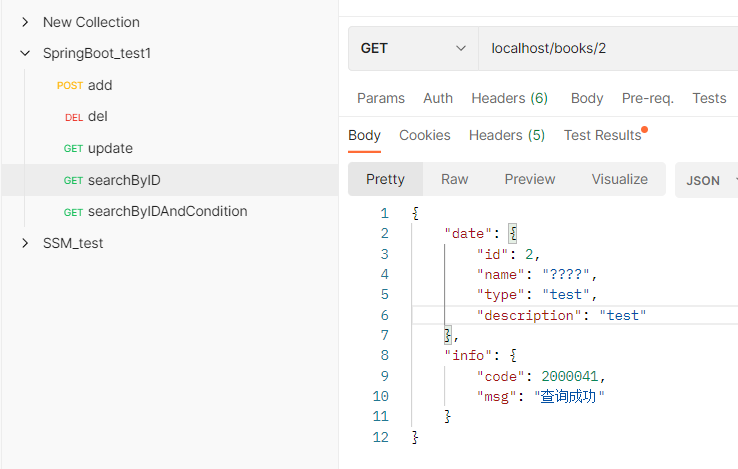 New Collection
SpringBoot_test1
POST add
DEL del
GET update
GET searchByID
GET searchByIDAndCondition
SSM_test
GET localhost/books/2
Params Auth Headers (6) Body Pre-req. Tests
Body Cookies Headers (5) Test Results
Pretty Raw Preview Visualize JSON
1 {
2 "date": {
3 "id": 2,
4 "name": "????",
5 "type": "test",
6 "description": "test"
7 },
8 "info": {
9 "code": 2000041,
10 "msg": "查询成功"
11 }
12 }